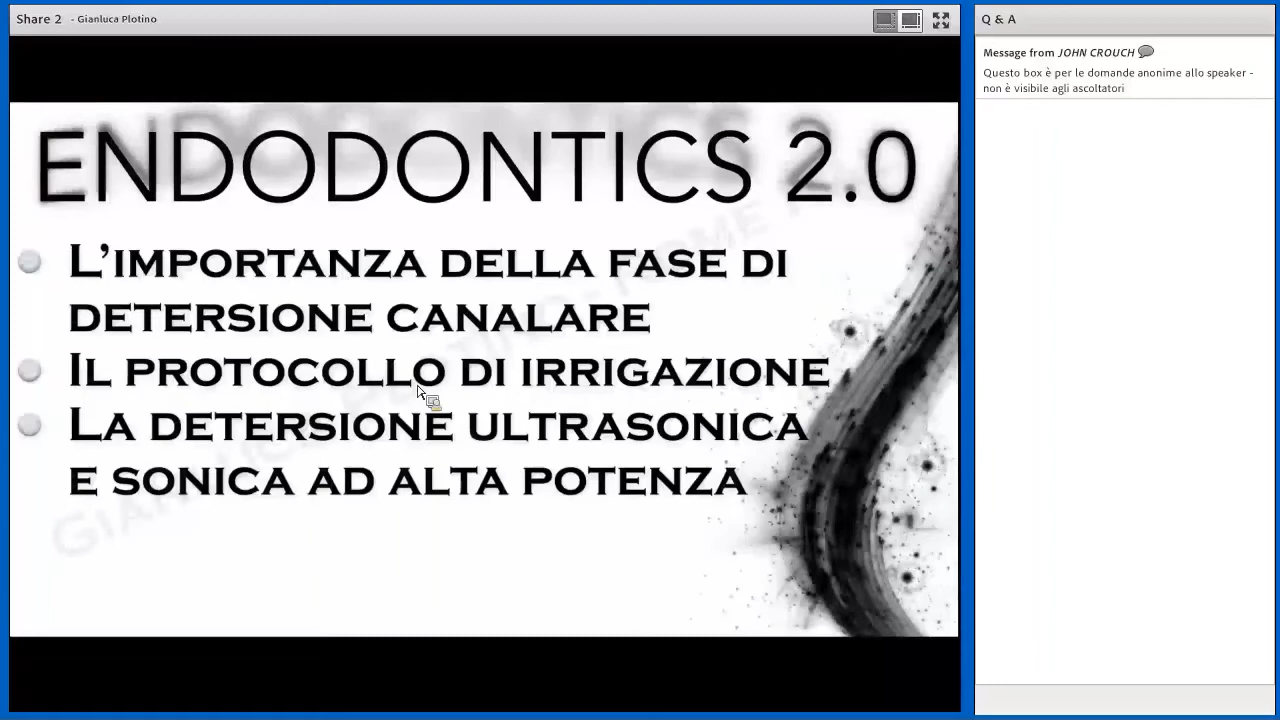 Share 2 - Gianluca Plotino
ENDODONTICS 2.0
L'IMPORTANZA DELLA FASE DI
DETERSIONE CANALARE
IL PROTOCOLLO DI IRRIGAZIONE
LA DETERSIONE ULTRASONICA
E SONICA AD ALTA POTENZA
Q & A
Message from JOHN CROUCH
Questo box è per le domande anonime allo speaker -
non è visibile agli ascoltatori